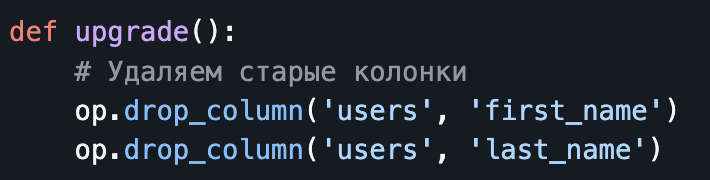 def upgrade():
    # Удаляем старые колонки
    op.drop_column('users', 'first_name')
    op.drop_column('users', 'last_name')